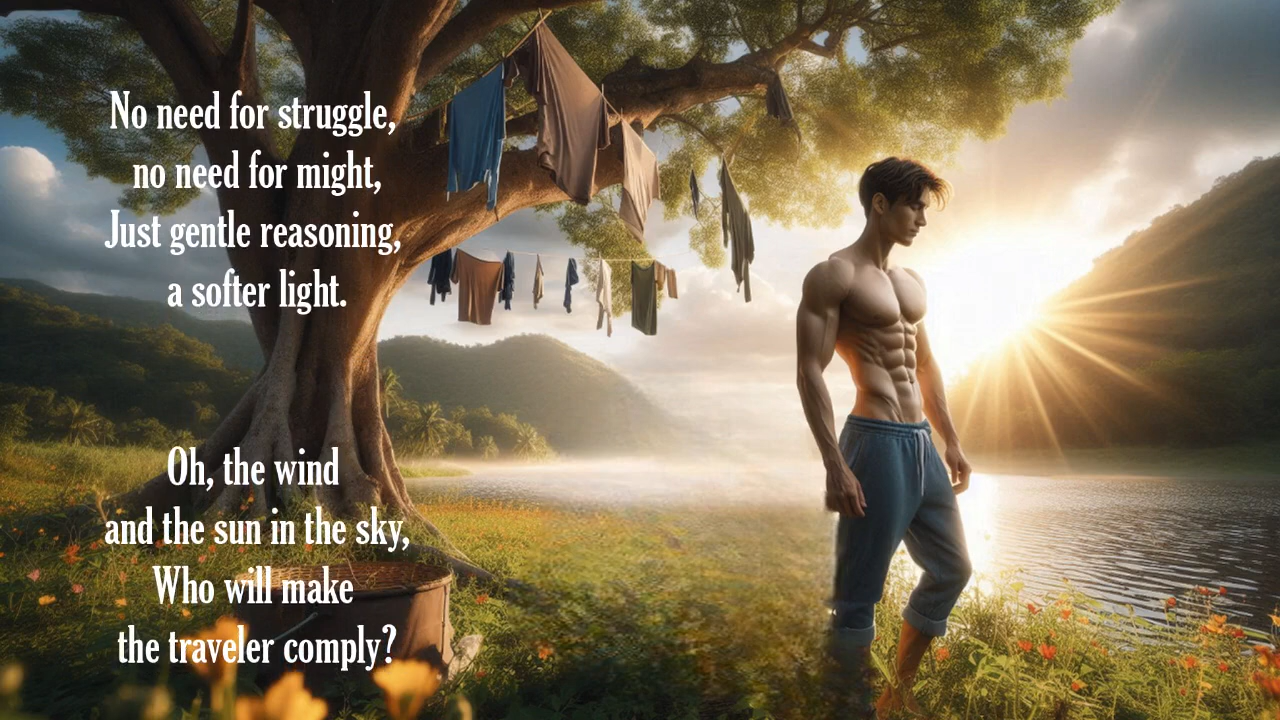 No need for struggle,
no need for might,
Just gentle reasoning,
a softer light.
Oh, the wind
and the sun in the sky,
Who will make
the traveler comply?